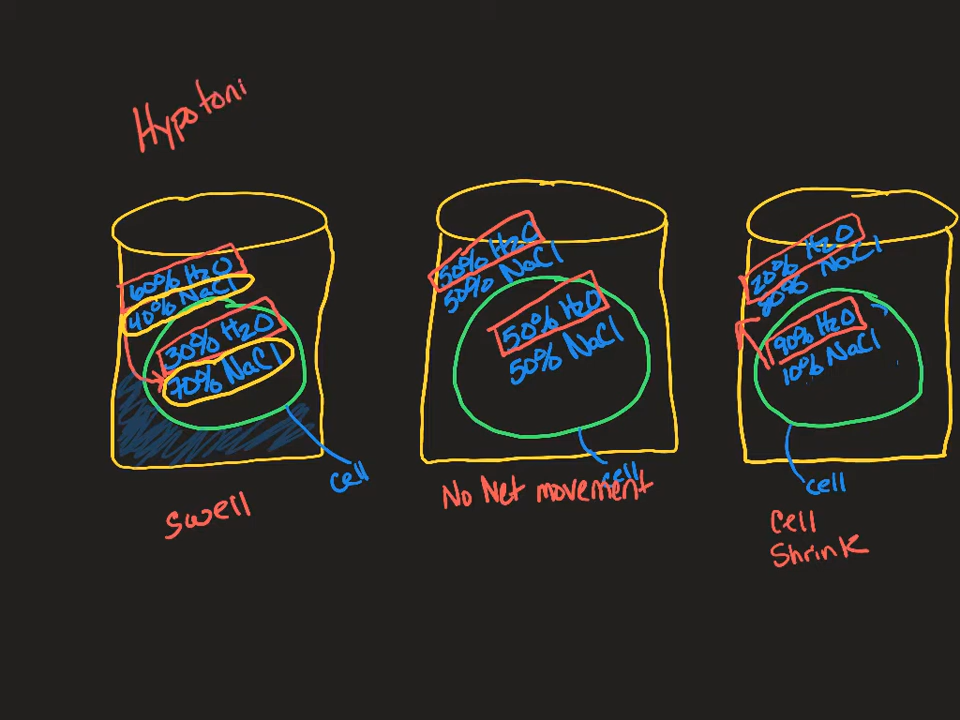 Hypotoni
60% H2O
40% NaCl
30% H2O
70% NaCl
cell
Swell
50% H2O
50% NaCl
50% H2O
50% NaCl
cell
No Net movement
20% H2O
80% NaCl
90% H2O
10% NaCl
cell
Cell
Shrink